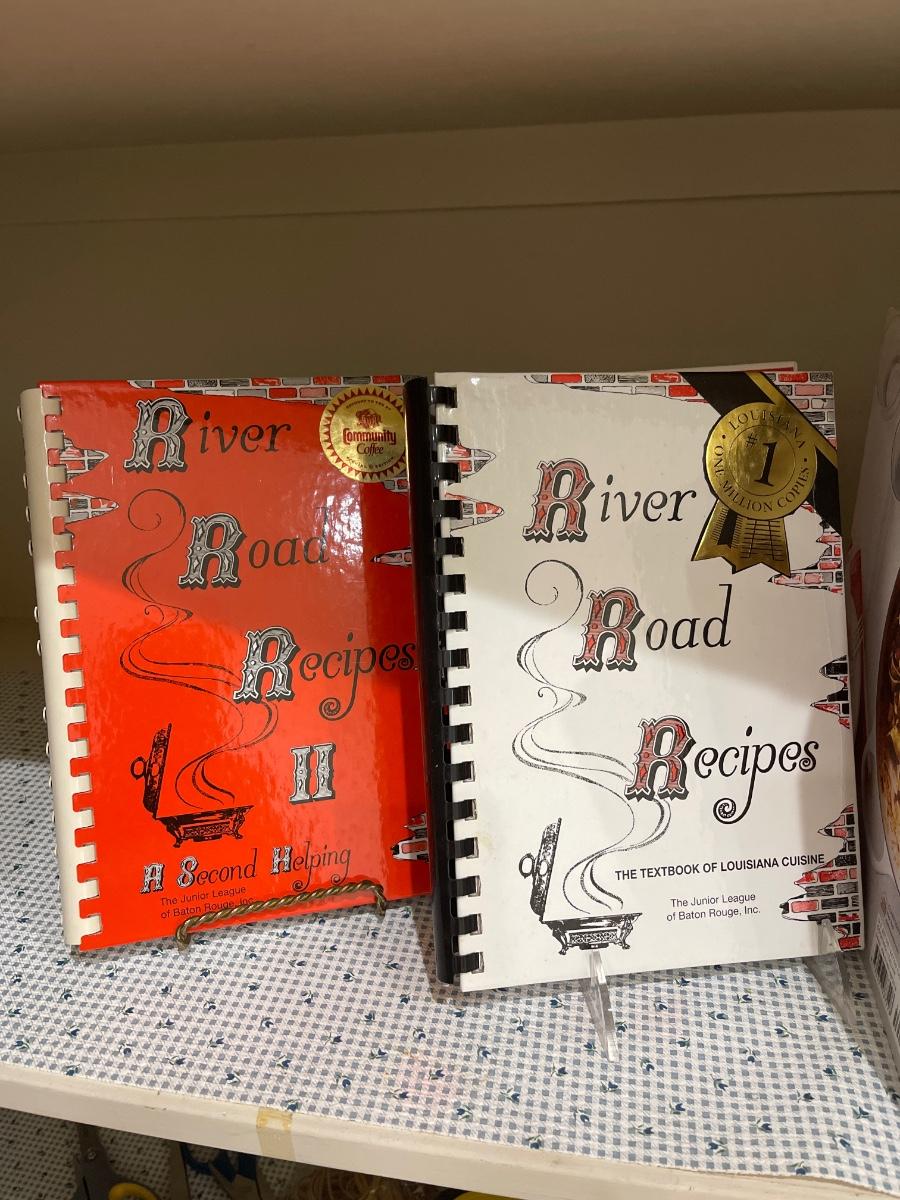 River
Road
Recipes
II
A Second Helping
The Junior League
of Baton Rouge, Inc.
Community
Coffee
River
Road
Recipes
THE TEXTBOOK OF LOUISIANA CUISINE
The Junior League
of Baton Rouge, Inc.
LOUISIANA
#1
ONE MILLION COPIES